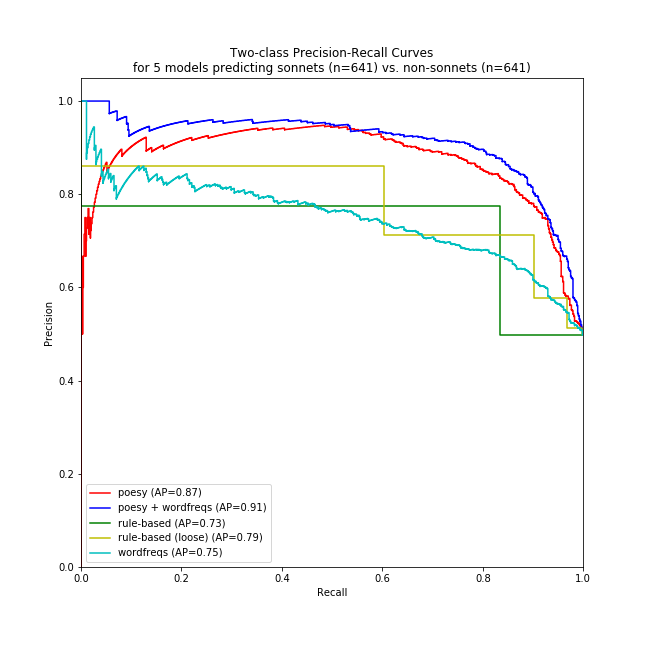 Two-class Precision-Recall Curves
for 5 models predicting sonnets (n=641) vs. non-sonnets (n=641)
1.0
0.8
0.6
0.4
0.2
0.0
Precision
poesy (AP=0.87)
poesy + wordfreqs (AP=0.91)
rule-based (AP=0.73)
rule-based (loose) (AP=0.79)
wordfreqs (AP=0.75)
0.0 0.2 0.4 0.6 0.8 1.0
Recall